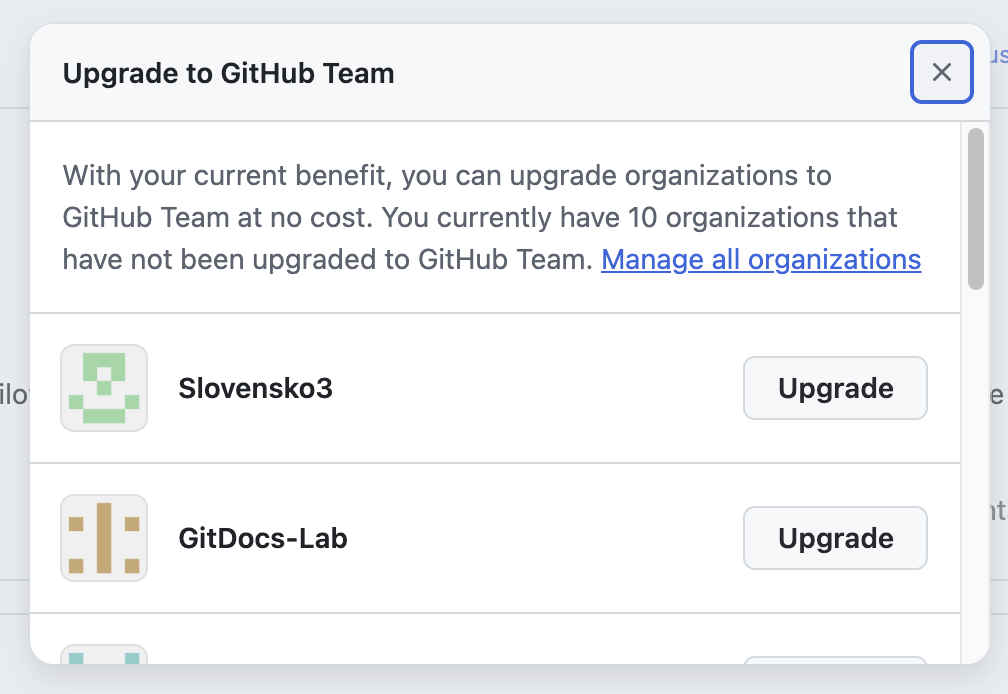 Upgrade to GitHub Team
With your current benefit, you can upgrade organizations to
GitHub Team at no cost. You currently have 10 organizations that
have not been upgraded to GitHub Team. Manage all organizations
Slovensko3
Upgrade
GitDocs-Lab
Upgrade